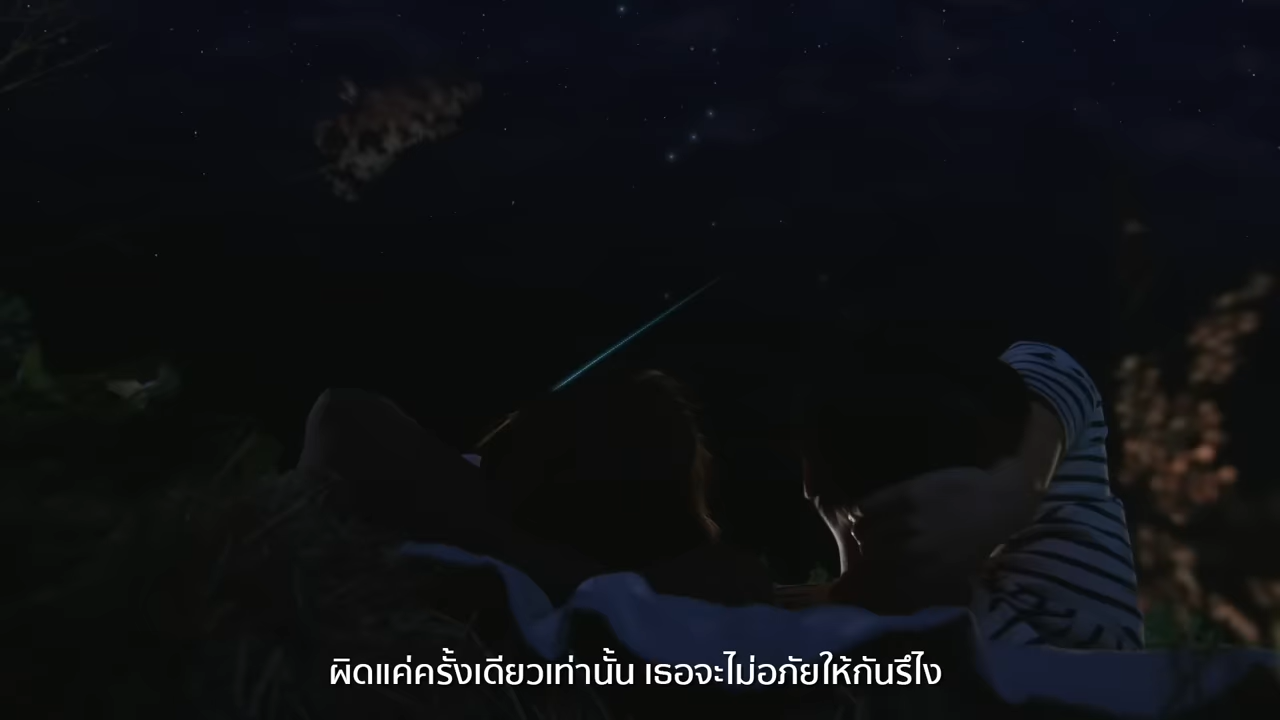 ผิดแค่ครั้งเดียวเท่านั้น เธอจะไม่อภัยให้กันรึไง